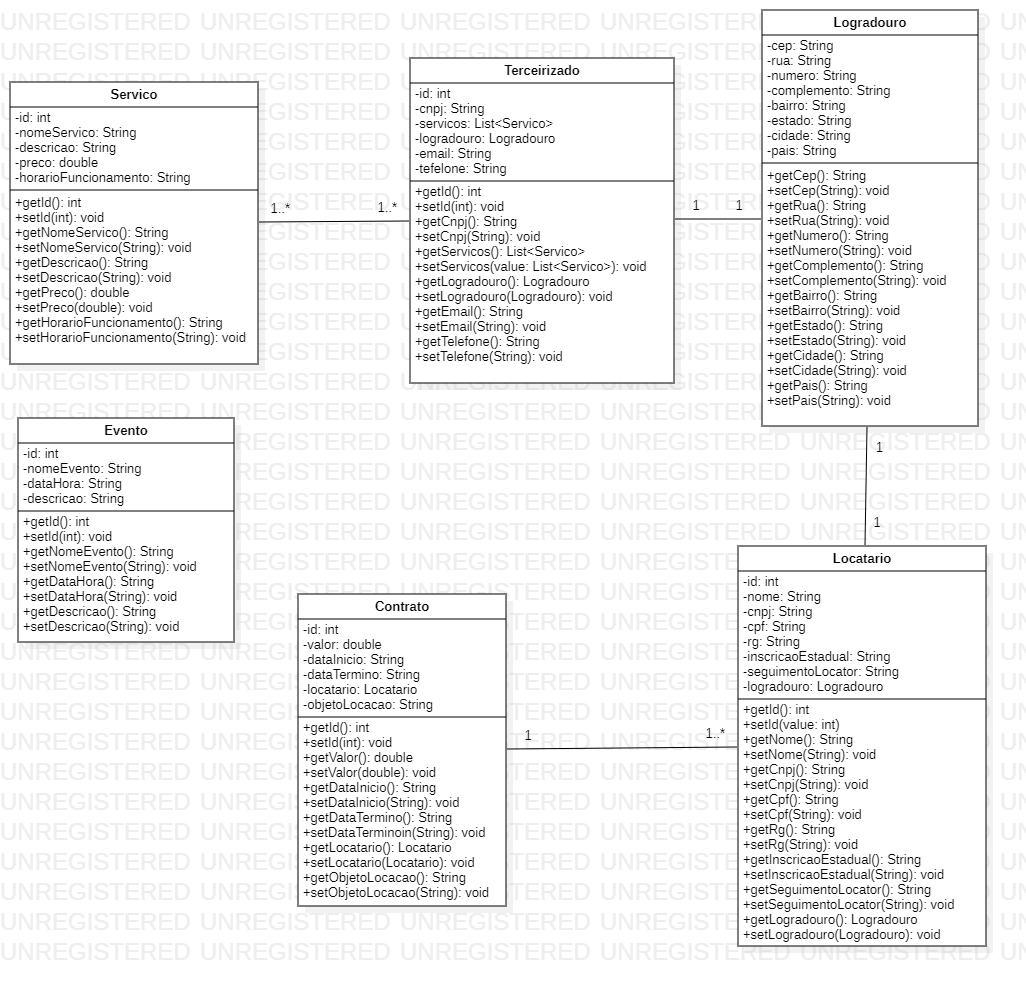 Servico
-id: int
-nomeServico: String
-descricao: String
-preco: double
-horarioFuncionamento: String
+getId(): int
+setId(int): void
+getNomeServico(): String
+setNomeServico(String): void
+getDescricao(): String
+setDescricao(String): void
+getPreco(): double
+setPreco(double): void
+getHorarioFuncionamento(): String
+setHorarioFuncionamento(String): void
1..*
1..*
Terceirizado
-id: int
-cnpj: String
-servicos: List<Servico>
-logradouro: Logradouro
-email: String
-tefelone: String
+getId(): int
+setId(int): void
+getCnpj(): String
+setCnpj(String): void
+getServicos(): List<Servico>
+setServicos(value: List<Servico>): void
+getLogradouro(): Logradouro
+setLogradouro(Logradouro): void
+getEmail(): String
+setEmail(String): void
+getTelefone(): String
+setTelefone(String): void
1
1
Logradouro
-cep: String
-rua: String
-numero: String
-complemento: String
-bairro: String
-estado: String
-cidade: String
-pais: String
+getCep(): String
+setCep(String): void
+getRua(): String
+setRua(String): void
+getNumero(): String
+setNumero(String): void
+getComplemento(): String
+setComplemento(String): void
+getBairro(): String
+setBairro(String): void
+getEstado(): String
+setEstado(String): void
+getCidade(): String
+setCidade(String): void
+getPais(): String
+setPais(String): void
1
1
Evento
-id: int
-nomeEvento: String
-dataHora: String
-descricao: String
+getId(): int
+setId(int): void
+getNomeEvento(): String
+setNomeEvento(String): void
+getDataHora(): String
+setDataHora(String): void
+getDescricao(): String
+setDescricao(String): void
Contrato
-id: int
-valor: double
-dataInicio: String
-dataTermino: String
-locatario: Locatario
-objetoLocacao: String
+getId(): int
+setId(int): void
+getValor(): double
+setValor(double): void
+getDataInicio(): String
+setDataInicio(String): void
+getDataTermino(): String
+setDataTerminoin(String): void
+getLocatario(): Locatario
+setLocatario(Locatario): void
+getObjetoLocacao(): String
+setObjetoLocacao(String): void
1
1..*
Locatario
-id: int
-nome: String
-cnpj: String
-cpf: String
-rg: String
-inscricaoEstadual: String
-seguimentoLocator: String
-logradouro: Logradouro
+getId(): int
+setId(value: int)
+getNome(): String
+setNome(String): void
+getCnpj(): String
+setCnpj(String): void
+getCpf(): String
+setCpf(String): void
+getRg(): String
+setRg(String): void
+getInscricaoEstadual(): String
+setInscricaoEstadual(String): void
+getSeguimentoLocator(): String
+setSeguimentoLocator(String): void
+getLogradouro(): Logradouro
+setLogradouro(Logradouro): void
UNREGISTERED